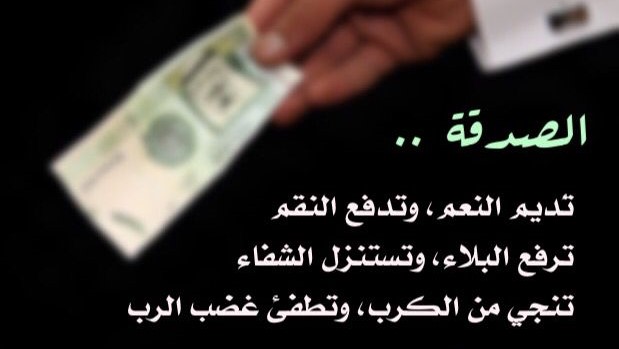 الصدقة ..
تديم النعم، وتدفع النقم
ترفع البلاء، وتستنزل الشفاء
تنجي من الكرب، وتطفئ غضب الرب